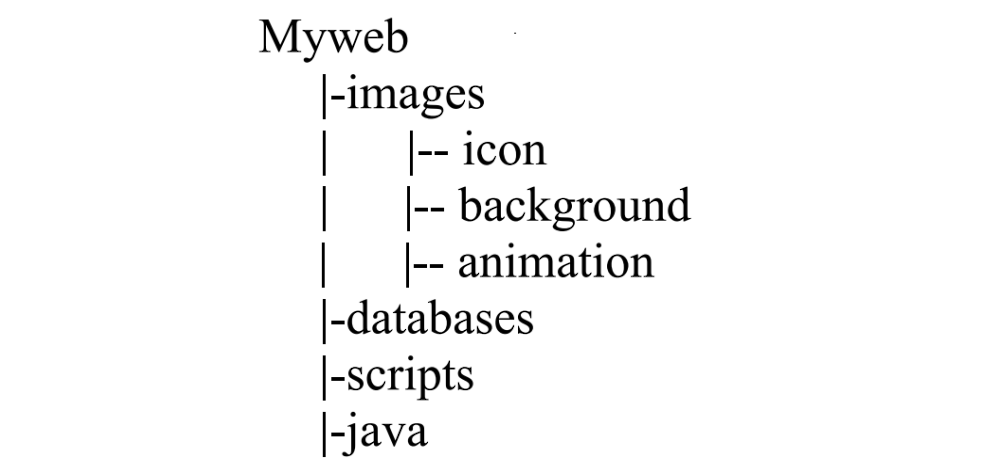 Myweb
|-images
|       |-- icon
|       |-- background
|       |-- animation
|-databases
|-scripts
|-java